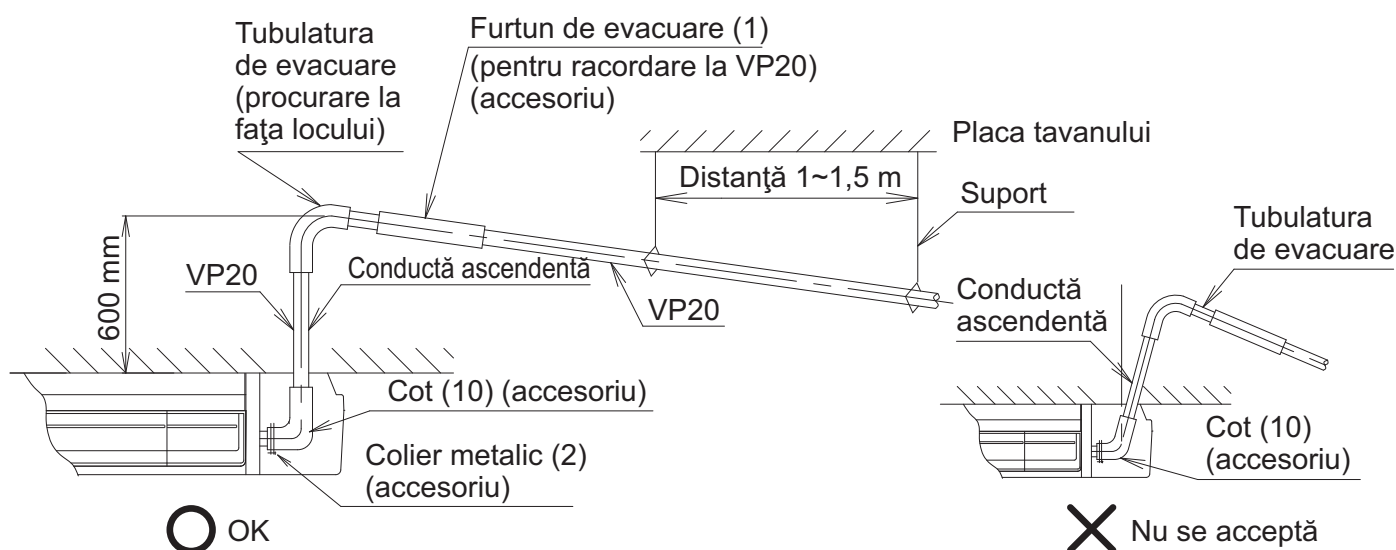 Tubulatura
de evacuare
(procurare la
faţa locului)
Furtun de evacuare (1)
(pentru racordare la VP20)
(accesoriu)
Placa tavanului
Distanţă 1~1,5 m
Suport
600 mm
VP20
Conductă ascendentă
VP20
Cot (10) (accesoriu)
Colier metalic (2)
(accesoriu)
OK
Tubulatura
de evacuare
Conductă
ascendentă
Cot (10)
(accesoriu)
Nu se acceptă